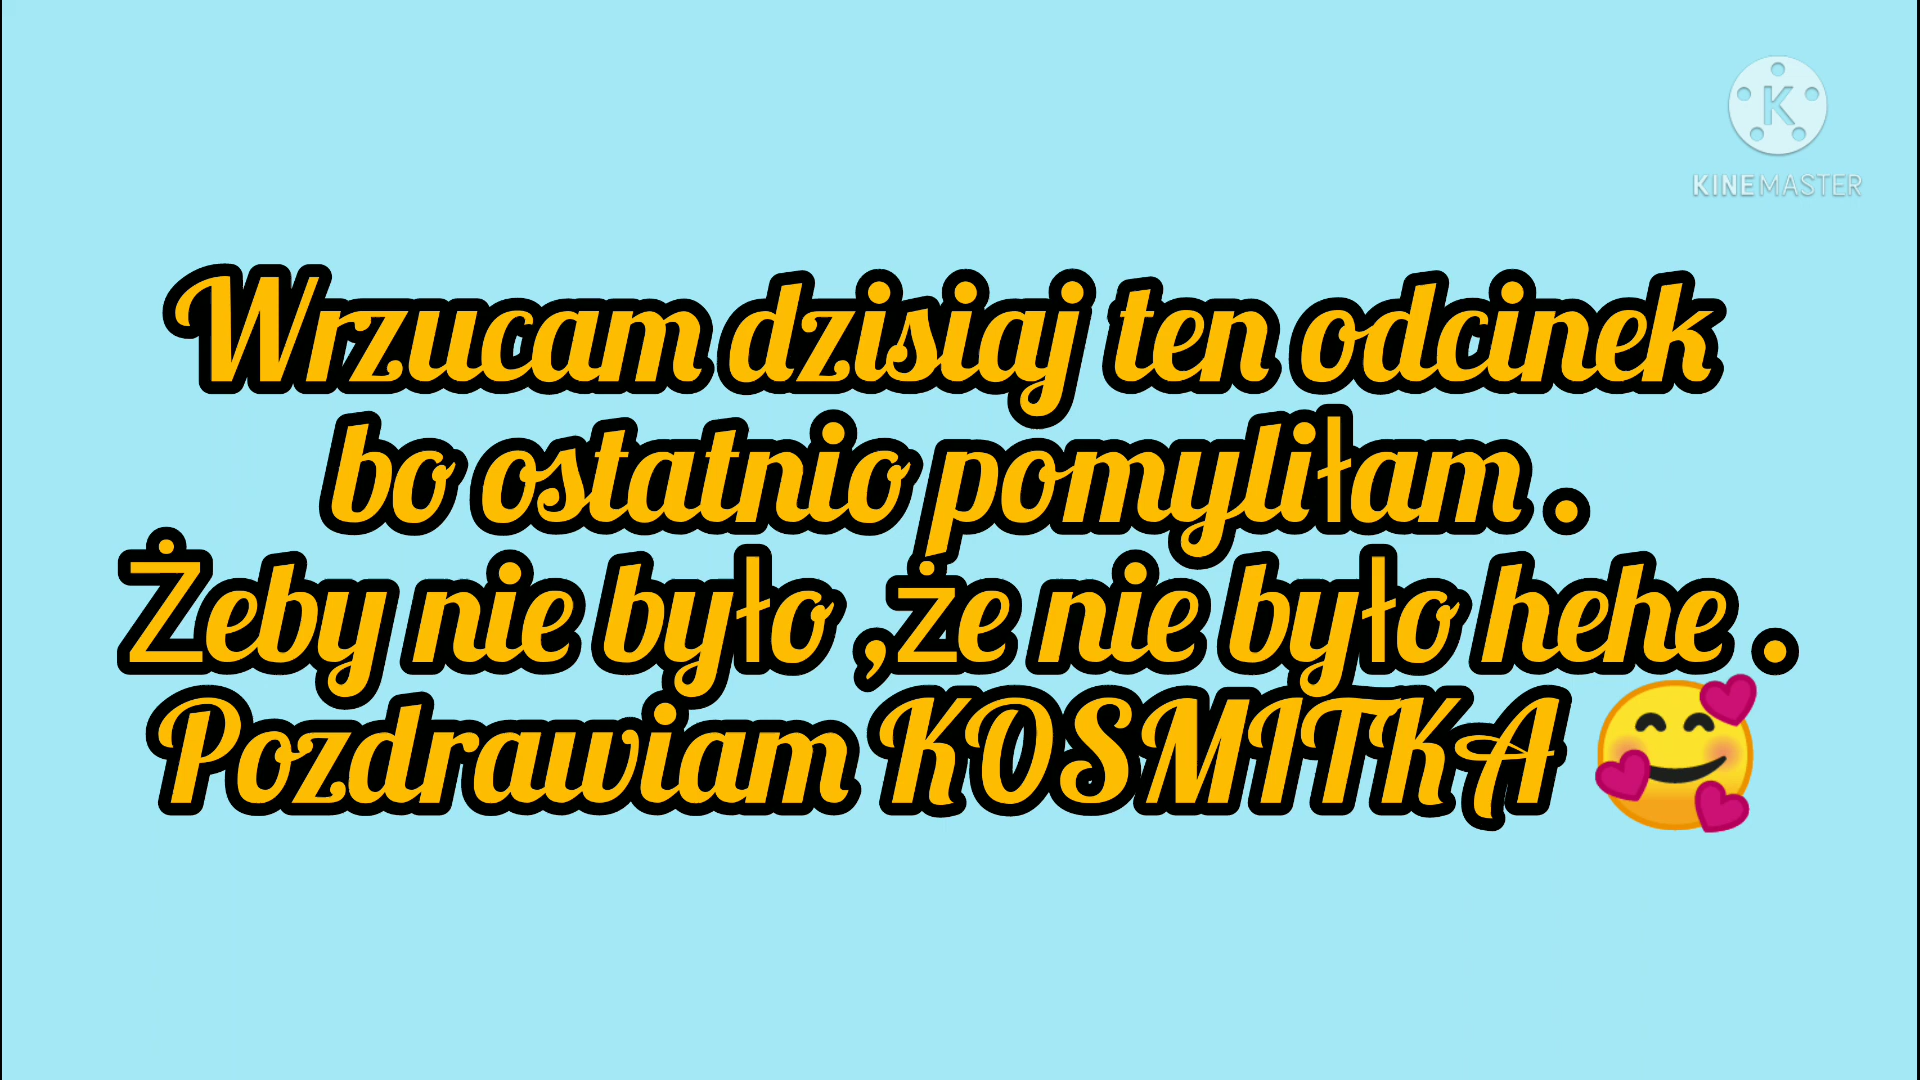 KINEMASTER
Wrzucam dzisiaj ten odcinek
bo ostatnio pomyliłam .
Żeby nie było ,że nie było hehe .
Pozdrawiam KOSMITKA 🥰